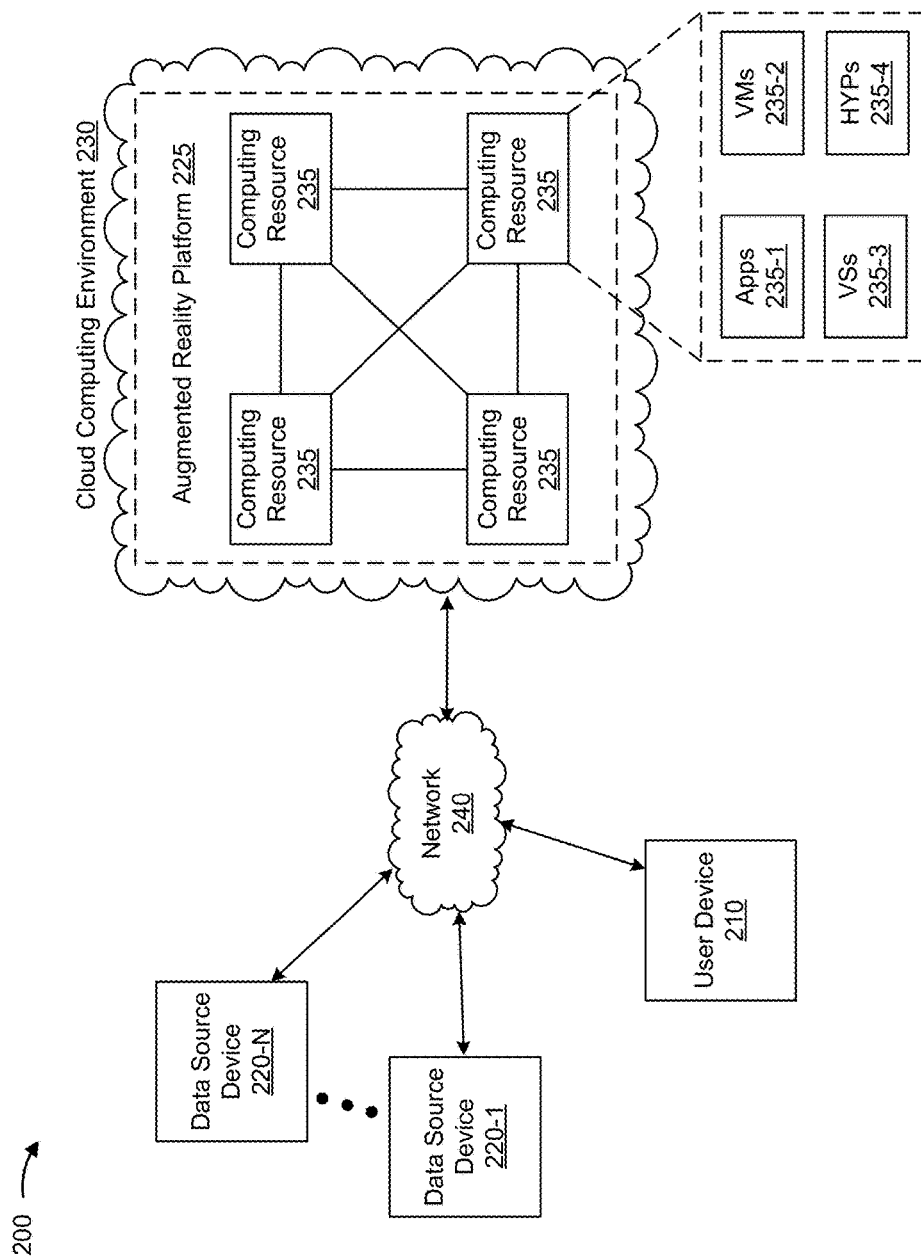 200
Cloud Computing Environment 230
Augmented Reality Platform 225
Computing
Resource
235
Computing
Resource
235
Computing
Resource
235
Computing
Resource
235
Apps
235-1
VMs
235-2
VSs
235-3
HYPs
235-4
Network
240
Data Source
Device
220-N
Data Source
Device
220-1
User Device
210